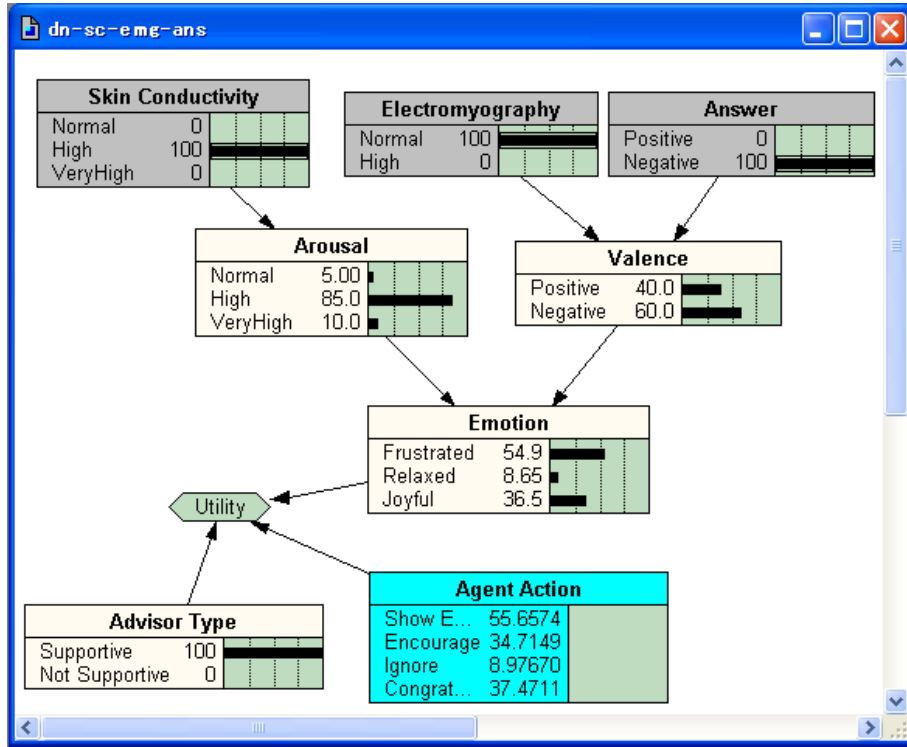 dn-sc-emg-ans
Skin Conductivity
Normal 0
High 100
VeryHigh 0
Electromyography
Normal 100
High 0
Answer
Positive 0
Negative 100
Arousal
Normal 5.00
High 85.0
VeryHigh 10.0
Valence
Positive 40.0
Negative 60.0
Emotion
Frustrated 54.9
Relaxed 8.65
Joyful 36.5
Utility
Advisor Type
Supportive 100
Not Supportive 0
Agent Action
Show E... 55.6574
Encourage 34.7149
Ignore 8.97670
Congrat... 37.4711